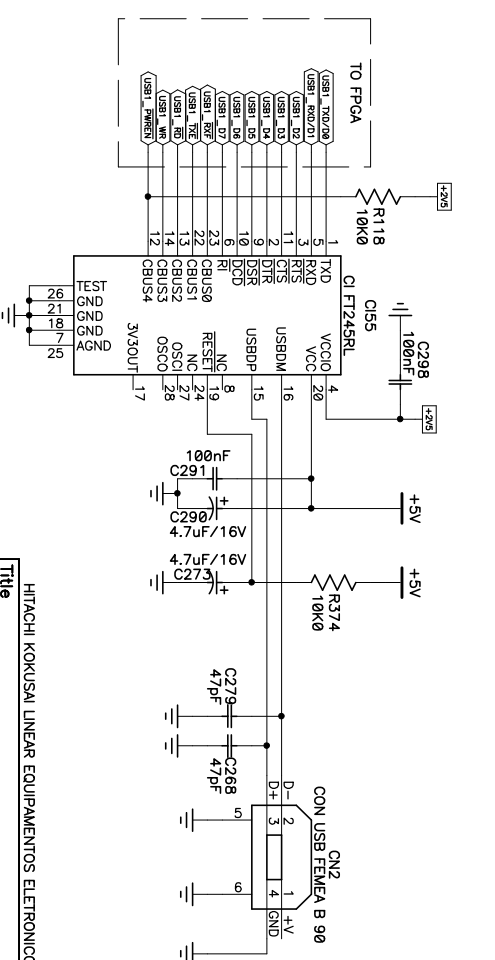 TO FPGA
USB1_TXD/D0
USB1_RXD/D1
USB1_D2
USB1_D3
USB1_D4
USB1_D5
USB1_D6
USB1_D7
USB1_RXF
USB1_TXE
USB1_RD
USB1_WR
USB1_PWREN
+2V5
R118
10K0
1
5
3
11
2
9
10
6
23
22
13
14
12
CI55
CI FT245RL
TXD
RXD
RTS
CTS
DTR
DSR
DCD
RI
CBUS0
CBUS1
CBUS2
CBUS3
CBUS4
VCCIO
VCC
USBDM
USBDP
NC
RESET
NC
OSCI
OSCO
3V3OUT
TEST
GND
GND
GND
AGND
26
21
18
7
25
4
20
16
15
8
19
24
27
28
17
C298
100nF
+2V5
100nF
C291
C290
4.7uF/16V
+5V
4.7uF/16V
C273
R374
10K0
+5V
C279
47pF
C268
47pF
CN2
CON USB FEMEA B 90
D-
D+
2
3
1
4
+V
GND
5
6
Title
HITACHI KOKUSAI LINEAR EQUIPAMENTOS ELETRONICO